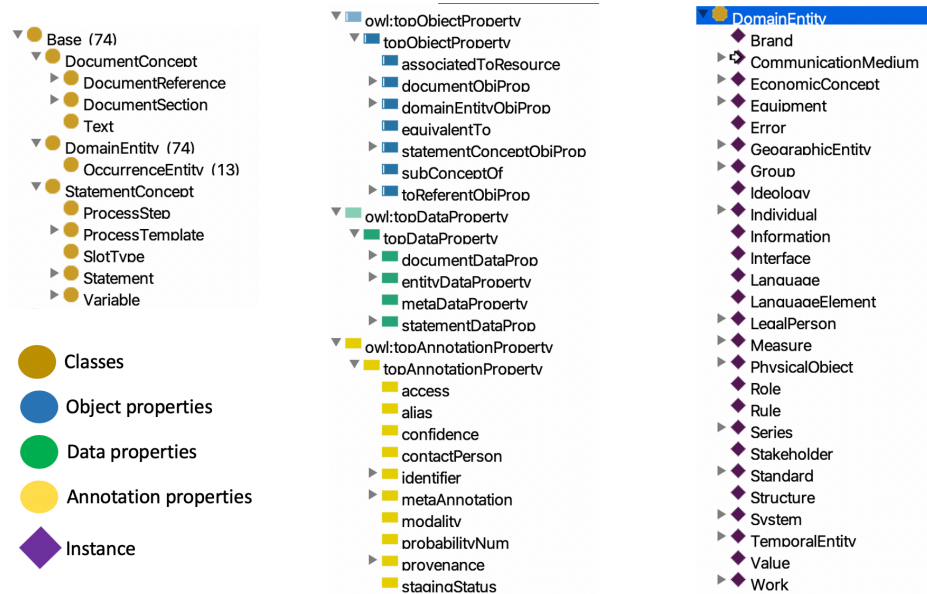 Base (74)
DocumentConcept
DocumentReference
DocumentSection
Text
DomainEntity (74)
OccurrenceEntity (13)
StatementConcept
ProcessStep
ProcessTemplate
SlotType
Statement
Variable
Classes
Object properties
Data properties
Annotation properties
Instance
owl:topObjectProperty
topObjectProperty
associatedToResource
documentObjProp
domainEntityObjProp
equivalentTo
statementConceptObjProp
subConceptOf
toReferentObjProp
owl:topDataProperty
topDataProperty
documentDataProp
entityDataProperty
metaDataProperty
statementDataProp
owl:topAnnotationProperty
topAnnotationProperty
access
alias
confidence
contactPerson
identifier
metaAnnotation
modality
probabilityNum
provenance
stagingStatus
DomainEntity
Brand
CommunicationMedium
EconomicConcept
Equipment
Error
GeographicEntity
Group
Ideology
Individual
Information
Interface
Language
LanguageElement
LegalPerson
Measure
PhysicalObject
Role
Rule
Series
Stakeholder
Standard
Structure
System
TemporalEntity
Value
Work